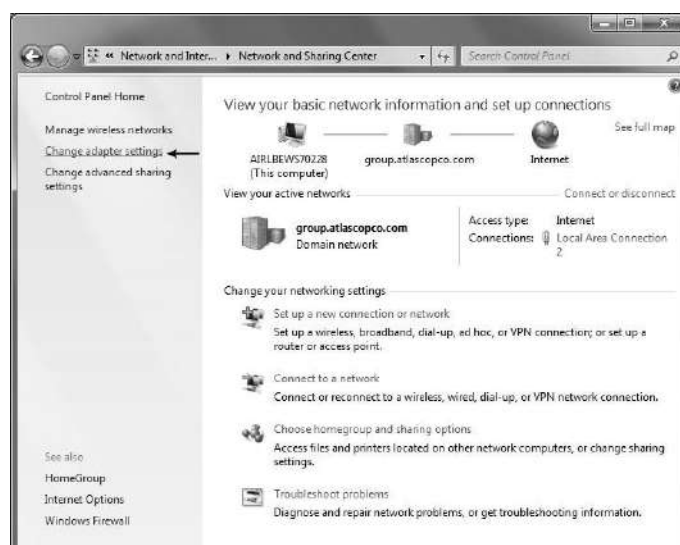 « Network and Inter... ▸ Network and Sharing Center
Search Control Panel
Control Panel Home
Manage wireless networks
Change adapter settings
Change advanced sharing
settings
See also
HomeGroup
Internet Options
Windows Firewall
View your basic network information and set up connections
See full map
AIRLBEWS70228
(This computer)
group.atlascopco.com
Internet
View your active networks
Connect or disconnect
group.atlascopco.com
Domain network
Access type: Internet
Connections: Local Area Connection
2
Change your networking settings
Set up a new connection or network
Set up a wireless, broadband, dial-up, ad hoc, or VPN connection; or set up a
router or access point.
Connect to a network
Connect or reconnect to a wireless, wired, dial-up, or VPN network connection.
Choose homegroup and sharing options
Access files and printers located on other network computers, or change sharing
settings.
Troubleshoot problems
Diagnose and repair network problems, or get troubleshooting information.